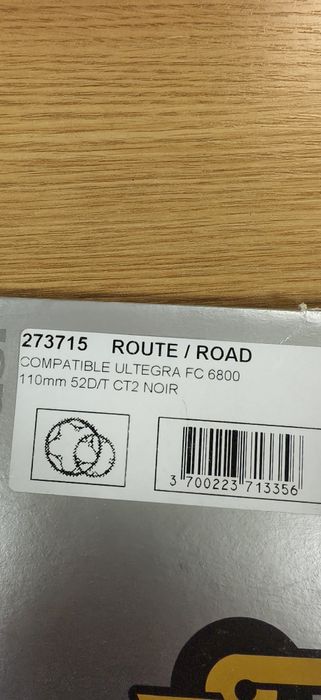 273715 ROUTE / ROAD
COMPATIBLE ULTEGRA FC 6800
110mm 52D/T CT2 NOIR
3 700223 713356